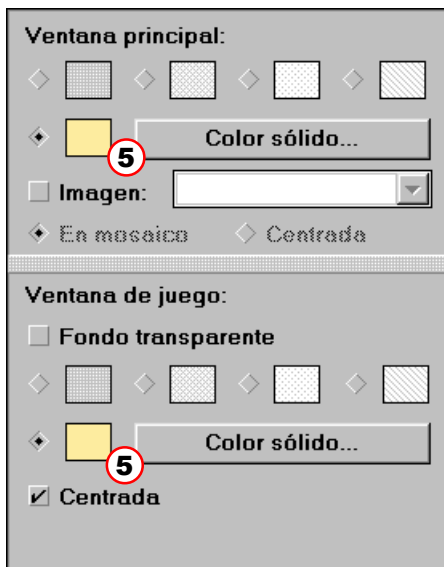 Ventana principal:
5
Color sólido...
Imagen:
En mosaico Centrada
Ventana de juego:
Fondo transparente
5
Color sólido...
Centrada